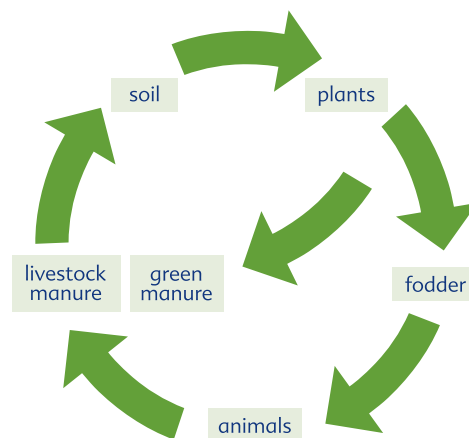 soil
plants
livestock
manure
green
manure
fodder
animals